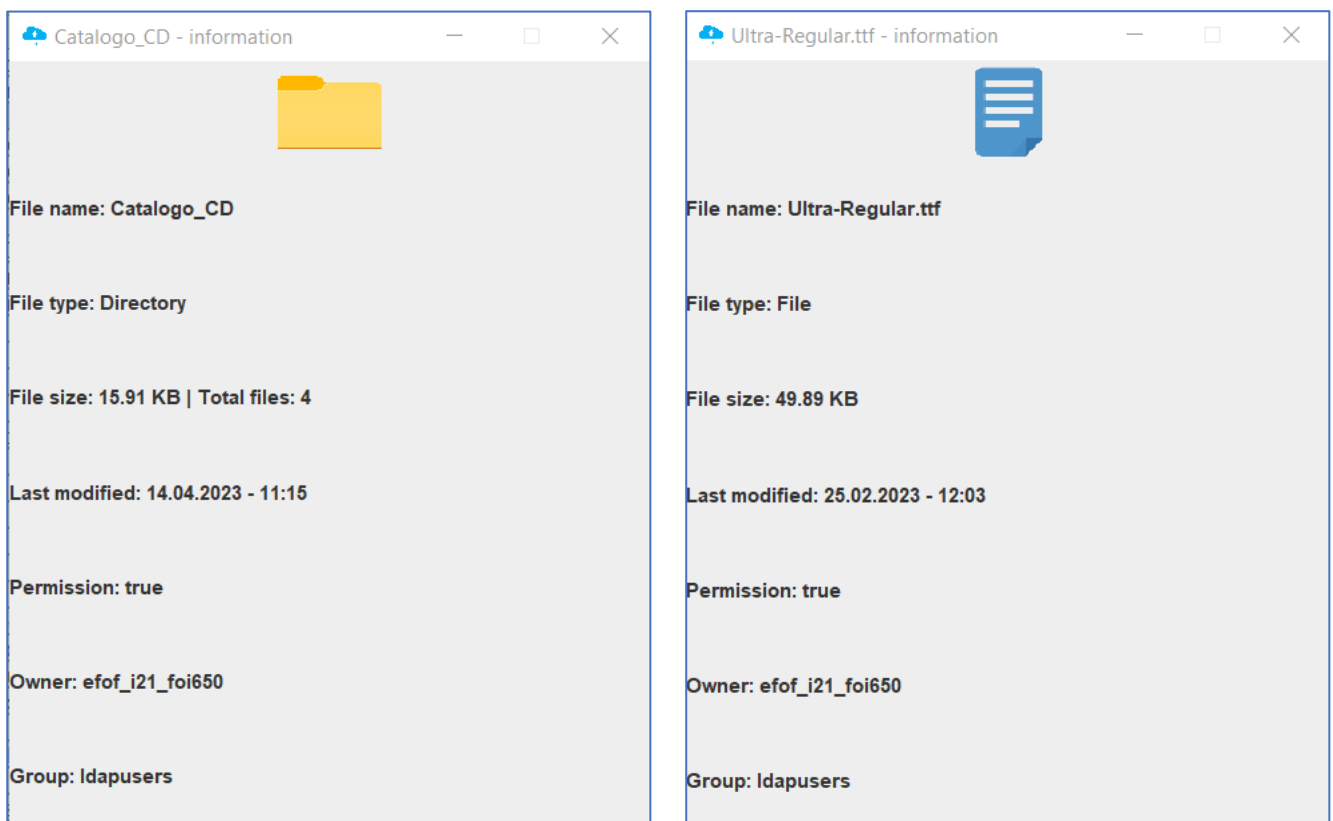 Catalogo_CD - information
File name: Catalogo_CD
File type: Directory
File size: 15.91 KB | Total files: 4
Last modified: 14.04.2023 - 11:15
Permission: true
Owner: efof_i21_foi650
Group: ldapusers
Ultra-Regular.ttf - information
File name: Ultra-Regular.ttf
File type: File
File size: 49.89 KB
Last modified: 25.02.2023 - 12:03
Permission: true
Owner: efof_i21_foi650
Group: ldapusers